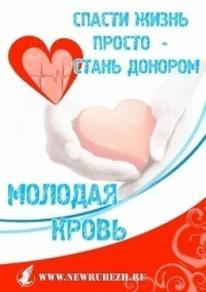 СПАСТИ ЖИЗНЬ
ПРОСТО -
СТАНЬ ДОНОРОМ
МОЛОДАЯ
КРОВЬ
WWW.NEWRUBEZH.RU